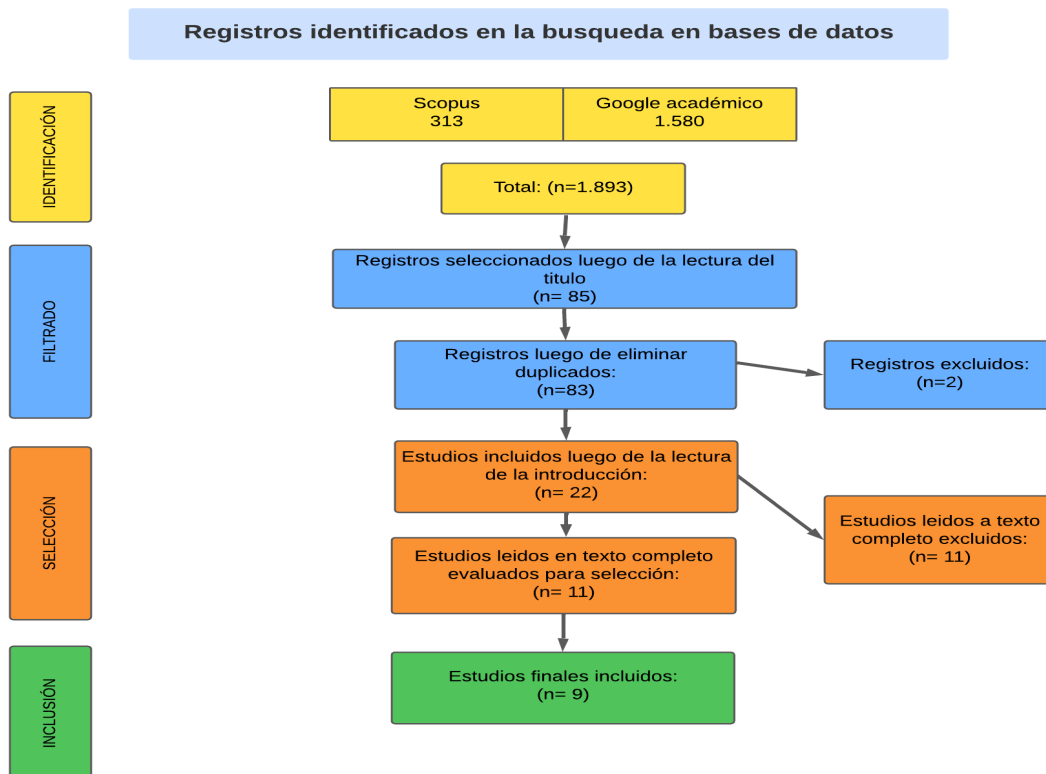 Registros identificados en la busqueda en bases de datos
IDENTIFICACIÓN
Scopus
313
Google académico
1.580
Total: (n=1.893)
FILTRADO
Registros seleccionados luego de la lectura del
titulo
(n= 85)
Registros luego de eliminar
duplicados:
(n=83)
Registros excluidos:
(n=2)
SELECCIÓN
Estudios incluidos luego de la lectura
de la introducción:
(n= 22)
Estudios leidos a texto
completo excluidos:
(n= 11)
Estudios leidos en texto completo
evaluados para selección:
(n= 11)
INCLUSIÓN
Estudios finales incluidos:
(n= 9)